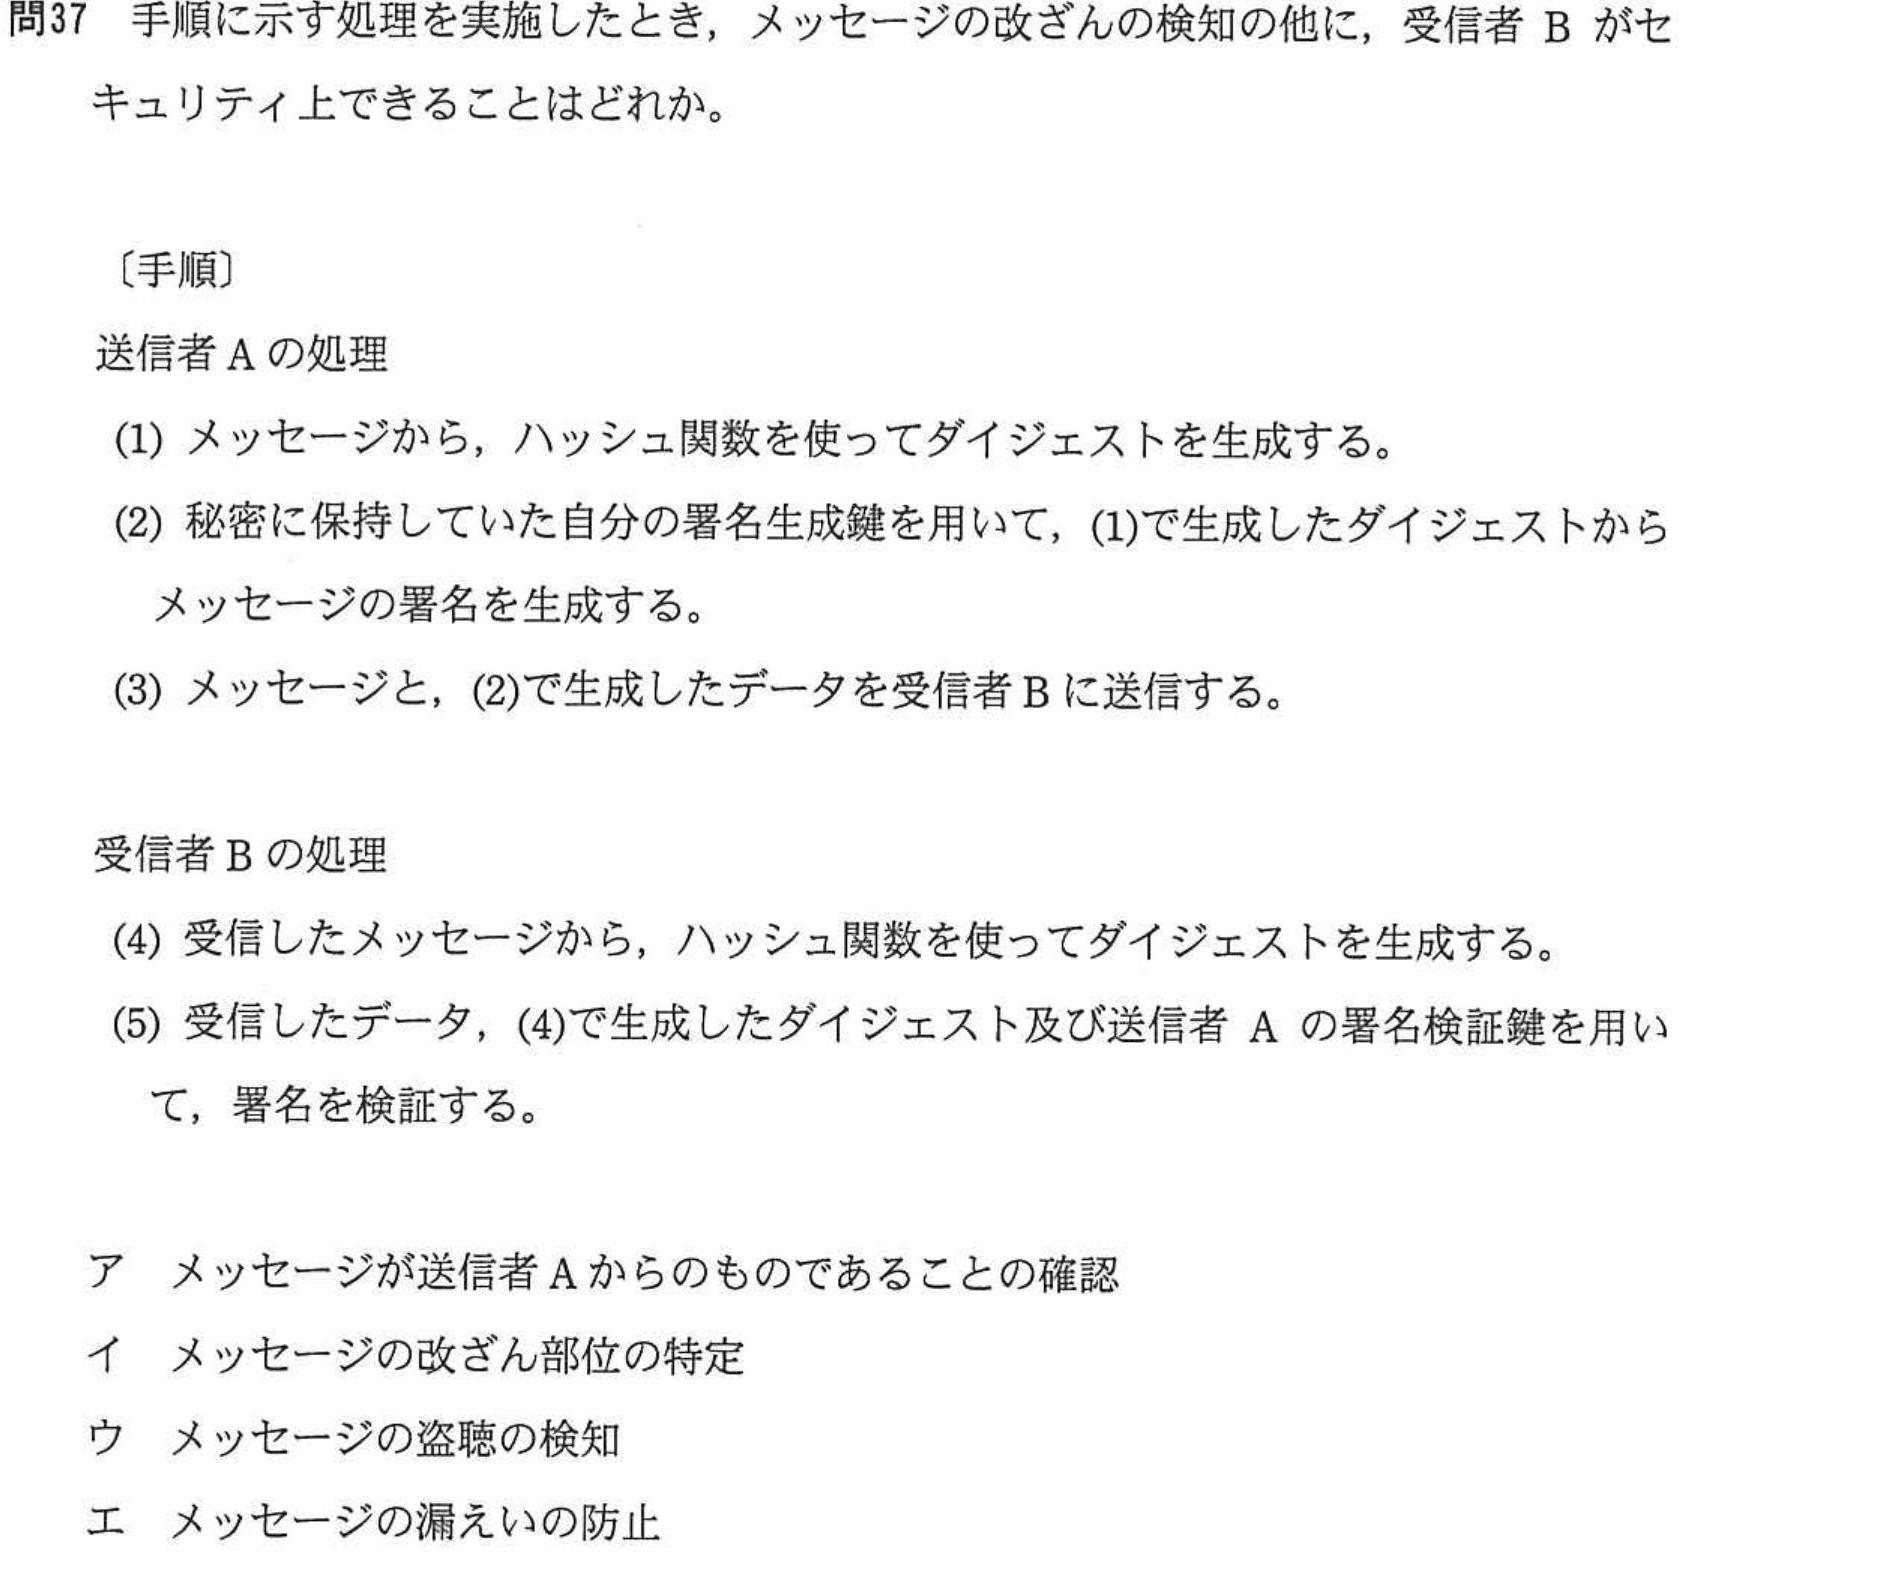 問37 手順に示す処理を実施したとき，メッセージの改ざんの検知の他に，受信者 B がセ
キュリティ上できることはどれか。
〔手順〕
送信者 A の処理
(1) メッセージから，ハッシュ関数を使ってダイジェストを生成する。
(2) 秘密に保持していた自分の署名生成鍵を用いて，(1)で生成したダイジェストから
メッセージの署名を生成する。
(3) メッセージと，(2)で生成したデータを受信者 B に送信する。
受信者 B の処理
(4) 受信したメッセージから，ハッシュ関数を使ってダイジェストを生成する。
(5) 受信したデータ，(4)で生成したダイジェスト及び送信者 A の署名検証鍵を用い
て，署名を検証する。
ア メッセージが送信者 A からのものであることの確認
イ メッセージの改ざん部位の特定
ウ メッセージの盗聴の検知
エ メッセージの漏えいの防止